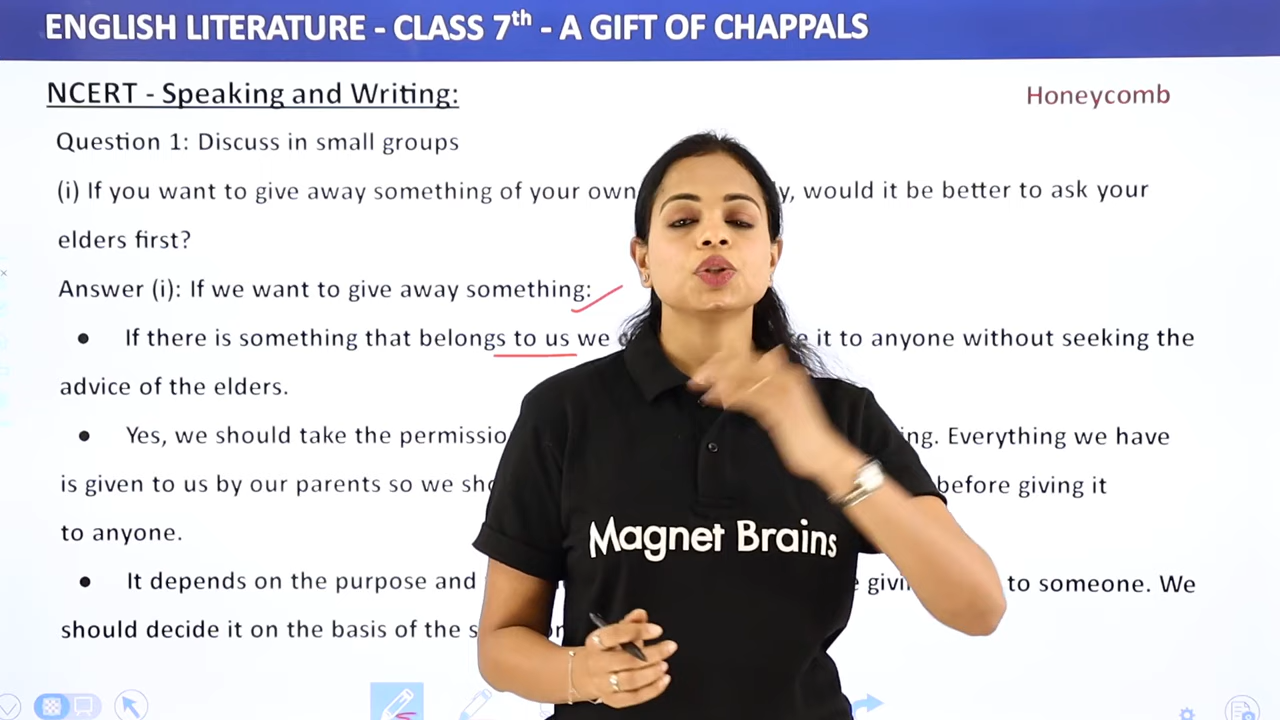 ENGLISH LITERATURE - CLASS 7th - A GIFT OF CHAPPALS
NCERT - Speaking and Writing:
Honeycomb
Question 1: Discuss in small groups
(i) If you want to give away something of your own would it be better to ask your
elders first?
Answer (i): If we want to give away something:
● If there is something that belongs to us we it to anyone without seeking the
advice of the elders.
● Yes, we should take the Everything we have
is given to us by our parents so we before giving it
to anyone.
● It depends on the purpose and to someone. We
should decide it on the basis of the
Magnet Brains